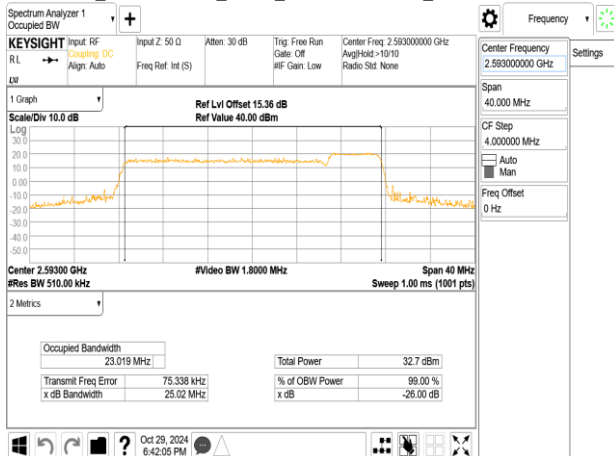 Spectrum Analyzer 1
Occupied BW
Frequency
KEYSIGHT
Input: RF
Coupling: DC
Align: Auto
Input Z: 50 Ω
Freq Ref: Int (S)
Atten: 30 dB
Trig: Free Run
Gate: Off
#IF Gain: Low
Center Freq: 2.593000000 GHz
Avg|Hold:>10/10
Radio Std: None
RL
LXI
Center Frequency
2.593000000 GHz
Settings
Span
40.000 MHz
CF Step
4.000000 MHz
Auto
Man
Freq Offset
0 Hz
1 Graph
Scale/Div 10.0 dB
Ref Lvl Offset 15.36 dB
Ref Value 40.00 dBm
Log
30.0
20.0
10.0
0.00
-10.0
-20.0
-30.0
-40.0
-50.0
Center 2.59300 GHz
#Res BW 510.00 kHz
#Video BW 1.8000 MHz
Span 40 MHz
Sweep 1.00 ms (1001 pts)
2 Metrics
Occupied Bandwidth
23.019 MHz
Transmit Freq Error 75.338 kHz
x dB Bandwidth 25.02 MHz
Total Power 32.7 dBm
% of OBW Power 99.00 %
x dB -26.00 dB
?
Oct 29, 2024
6:42:05 PM